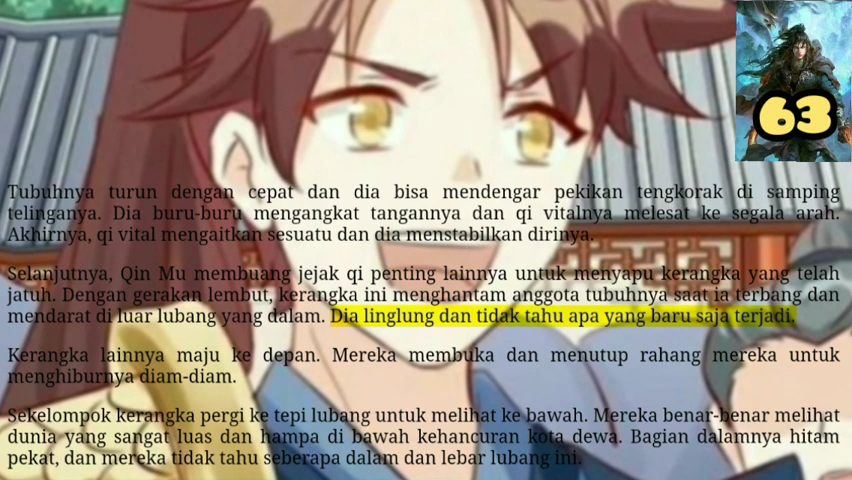 63
Tubuhnya turun dengan cepat dan dia bisa mendengar pekikan tengkorak di samping
telinganya. Dia buru-buru mengangkat tangannya dan qi vitalnya melesat ke segala arah.
Akhirnya, qi vital mengaitkan sesuatu dan dia menstabilkan dirinya.
Selanjutnya, Qin Mu membuang jejak qi penting lainnya untuk menyapu kerangka yang telah
jatuh. Dengan gerakan lembut, kerangka ini menghantam anggota tubuhnya saat ia terbang dan
mendarat di luar lubang yang dalam. Dia linglung dan tidak tahu apa yang baru saja terjadi.
Kerangka lainnya maju ke depan. Mereka membuka dan menutup rahang mereka untuk
menghiburnya diam-diam.
Sekelompok kerangka pergi ke tepi lubang untuk melihat ke bawah. Mereka benar-benar melihat
dunia yang sangat luas dan hampa di bawah kehancuran kota dewa. Bagian dalamnya hitam
pekat, dan mereka tidak tahu seberapa dalam dan lebar lubang ini.